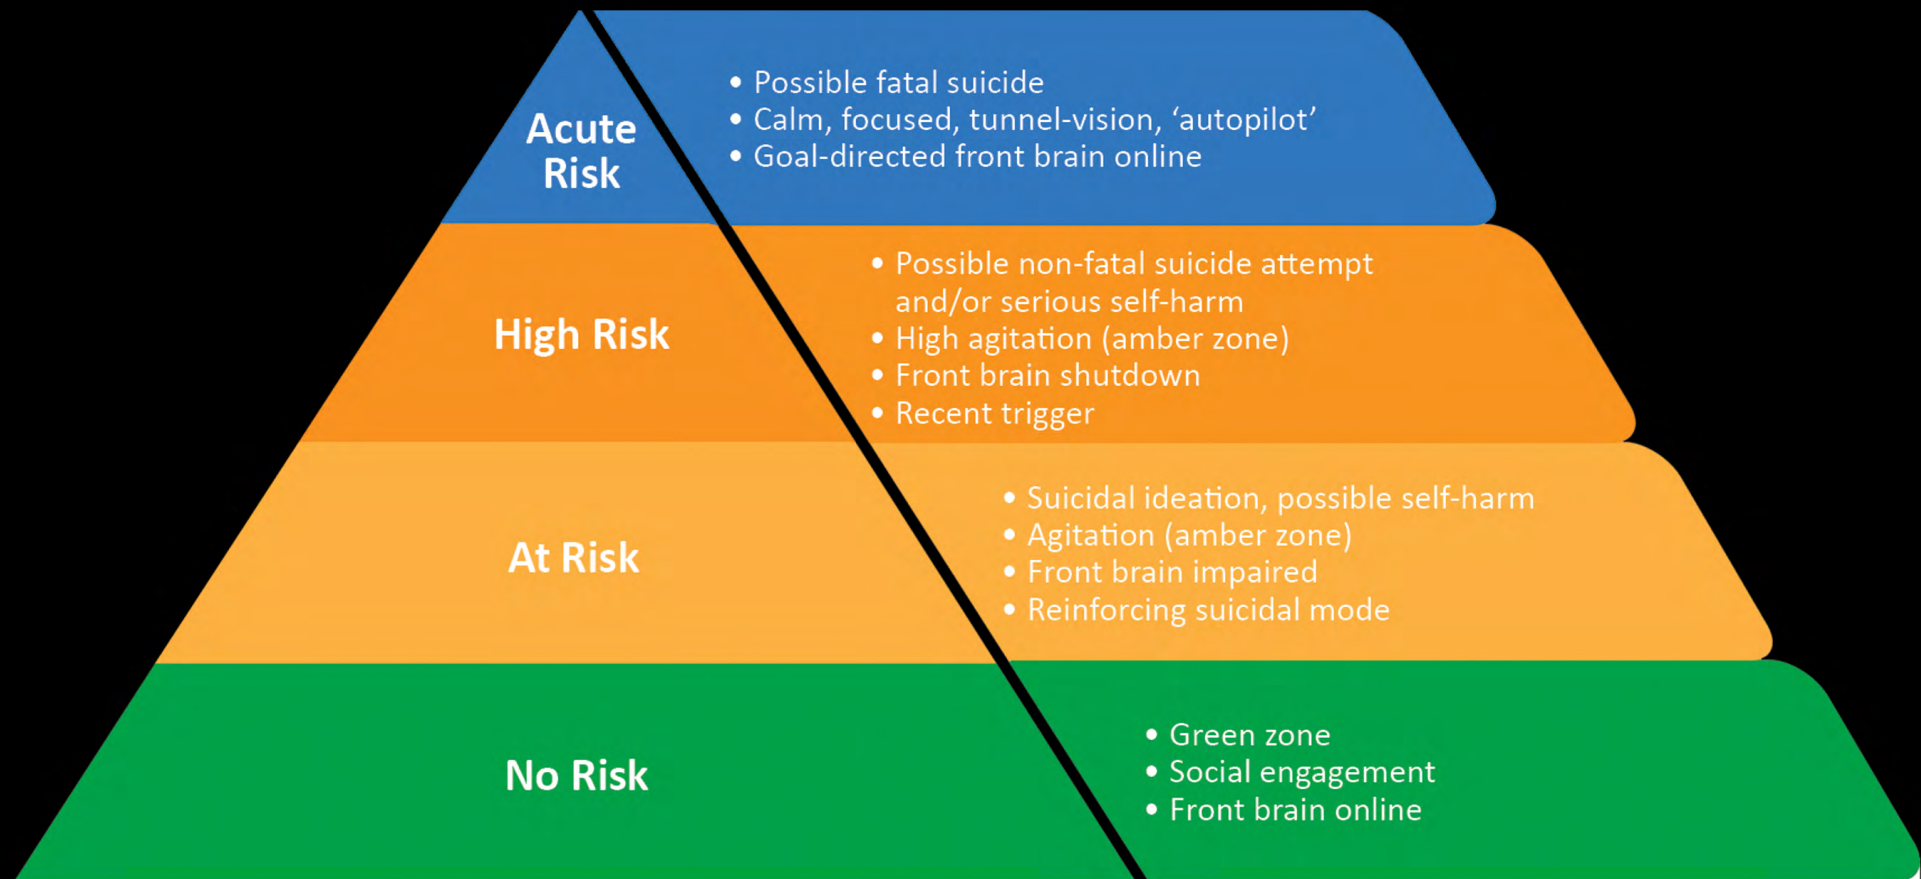 Acute
Risk
• Possible fatal suicide
• Calm, focused, tunnel-vision, ‘autopilot’
• Goal-directed front brain online
High Risk
• Possible non-fatal suicide attempt
and/or serious self-harm
• High agitation (amber zone)
• Front brain shutdown
• Recent trigger
At Risk
• Suicidal ideation, possible self-harm
• Agitation (amber zone)
• Front brain impaired
• Reinforcing suicidal mode
No Risk
• Green zone
• Social engagement
• Front brain online